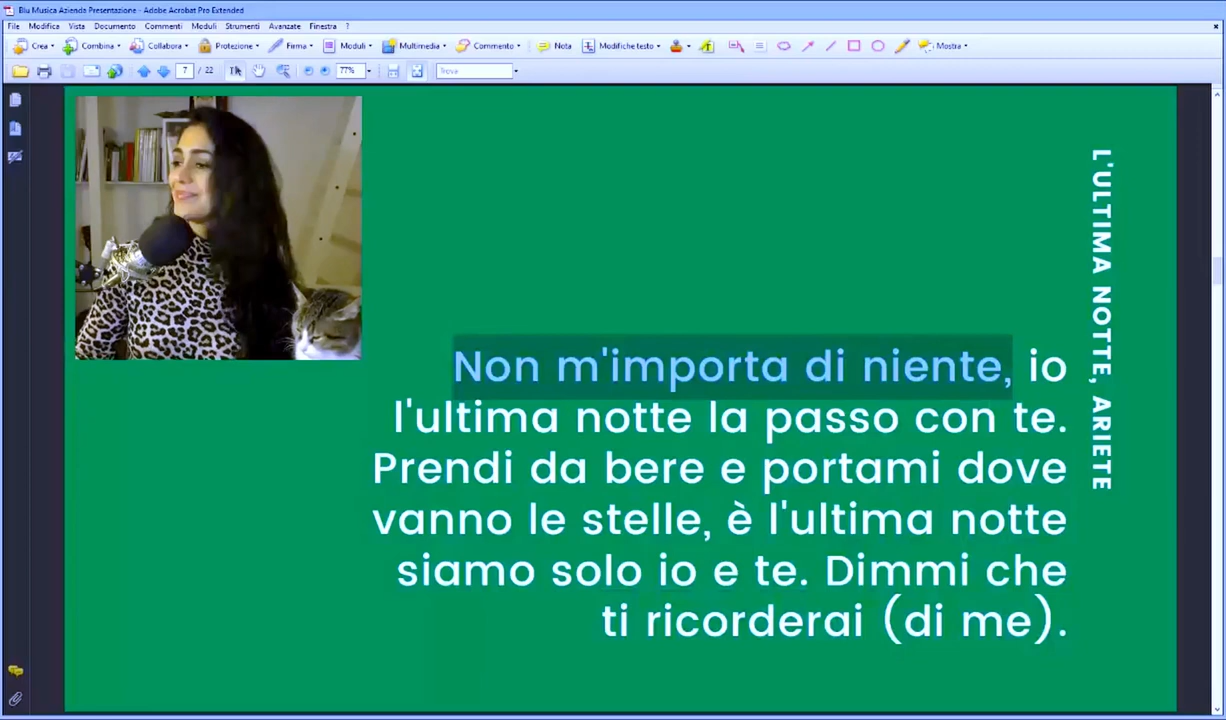 Blu Musica Azienda Presentazione - Adobe Acrobat Pro Extended
File Modifica Vista Documento Commenti Moduli Strumenti Avanzate Finestra ?
Crea Combina Collabora Protezione Firma Moduli Multimedia Commento Nota Modifiche testo Mostra
7 / 22 77% Trova
L'ULTIMA NOTTE, ARIETE
Non m'importa di niente, io
l'ultima notte la passo con te.
Prendi da bere e portami dove
vanno le stelle, è l'ultima notte
siamo solo io e te. Dimmi che
ti ricorderai (di me).